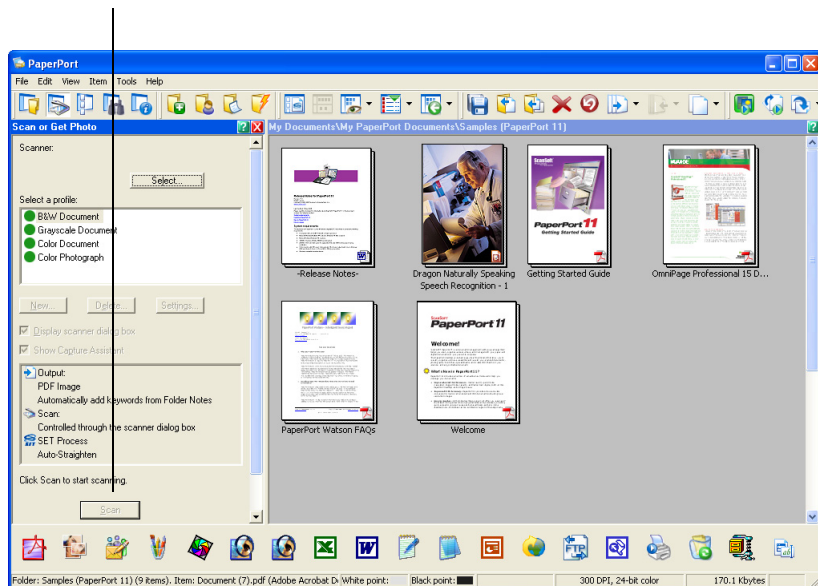 PaperPort
File Edit View Item Tools Help
Scan or Get Photo
My Documents\My PaperPort Documents\Samples (PaperPort 11)
Scanner:
Select...
Select a profile:
B&W Document
Grayscale Document
Color Document
Color Photograph
New... Delete... Settings...
Display scanner dialog box
Show Capture Assistant
Output:
PDF Image
Automatically add keywords from Folder Notes
Scan:
Controlled through the scanner dialog box
SET Process
Auto-Straighten
Click Scan to start scanning.
Scan
-Release Notes-
Dragon Naturally Speaking
Speech Recognition - 1
ScanSoft
PaperPort 11
Getting Started Guide
Getting Started Guide
OmniPage Professional 15 D...
PaperPort Watson FAQs
PaperPort 11
Welcome!
Welcome
FTP
Folder: Samples (PaperPort 11) (9 items). Item: Document (7).pdf (Adobe Acrobat D
White point:
Black point:
300 DPI, 24-bit color
170.1 Kbytes